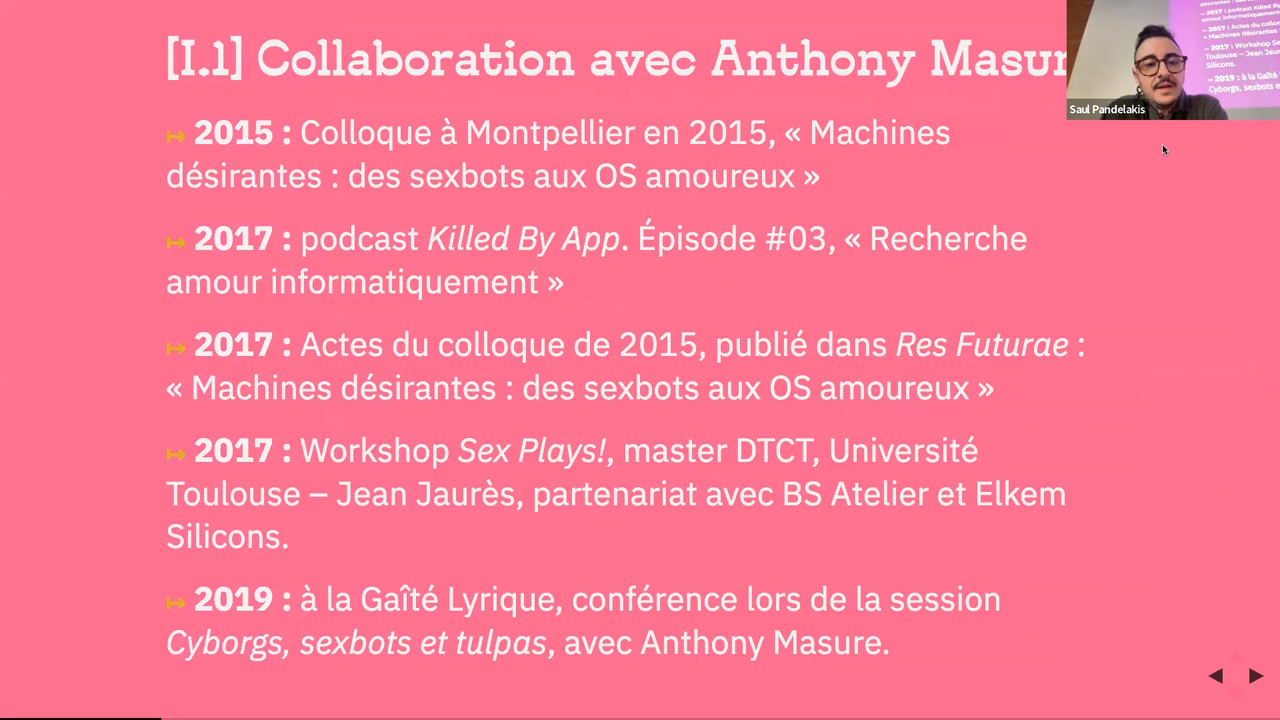 [I.1] Collaboration avec Anthony Masur
↦ 2015 : Colloque à Montpellier en 2015, « Machines
désirantes : des sexbots aux OS amoureux »
↦ 2017 : podcast Killed By App. Épisode #03, « Recherche
amour informatiquement »
↦ 2017 : Actes du colloque de 2015, publié dans Res Futurae :
« Machines désirantes : des sexbots aux OS amoureux »
↦ 2017 : Workshop Sex Plays!, master DTCT, Université
Toulouse – Jean Jaurès, partenariat avec BS Atelier et Elkem
Silicons.
↦ 2019 : à la Gaîté Lyrique, conférence lors de la session
Cyborgs, sexbots et tulpas, avec Anthony Masure.
Saul Pandelakis